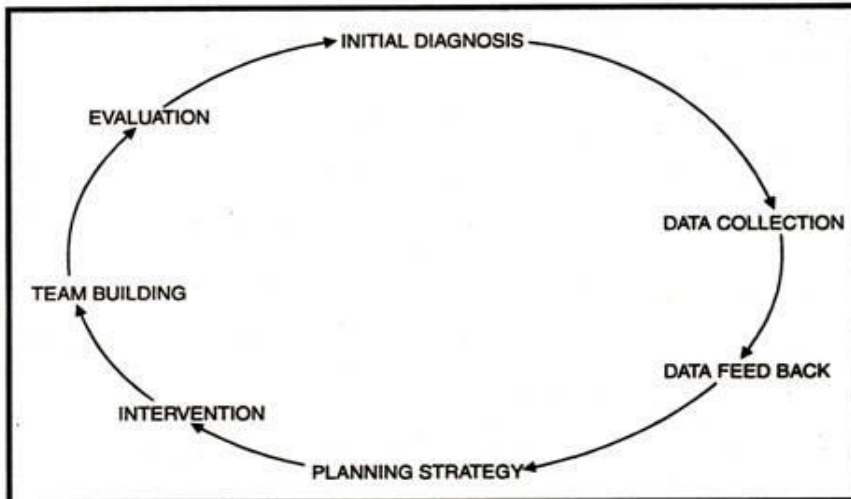 INITIAL DIAGNOSIS
DATA COLLECTION
DATA FEED BACK
PLANNING STRATEGY
INTERVENTION
TEAM BUILDING
EVALUATION